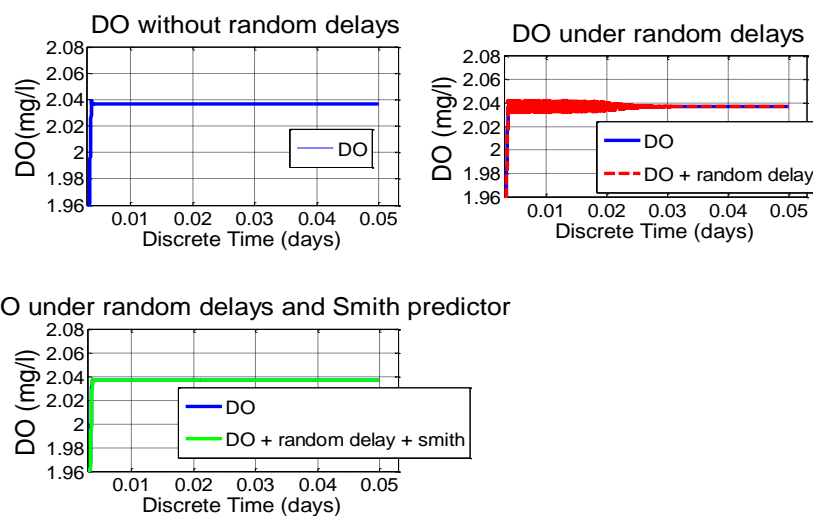 DO without random delays
2.08
2.06
2.04
2.02
2
1.98
1.96
DO(mg/l)
DO
0.01 0.02 0.03 0.04 0.05
Discrete Time (days)
DO under random delays
2.08
2.06
2.04
2.02
2
1.98
1.96
DO (mg/l)
DO
DO + random delay
0.01 0.02 0.03 0.04 0.05
Discrete Time (days)
O under random delays and Smith predictor
2.08
2.06
2.04
2.02
2
1.98
1.96
DO (mg/l)
DO
DO + random delay + smith
0.01 0.02 0.03 0.04 0.05
Discrete Time (days)